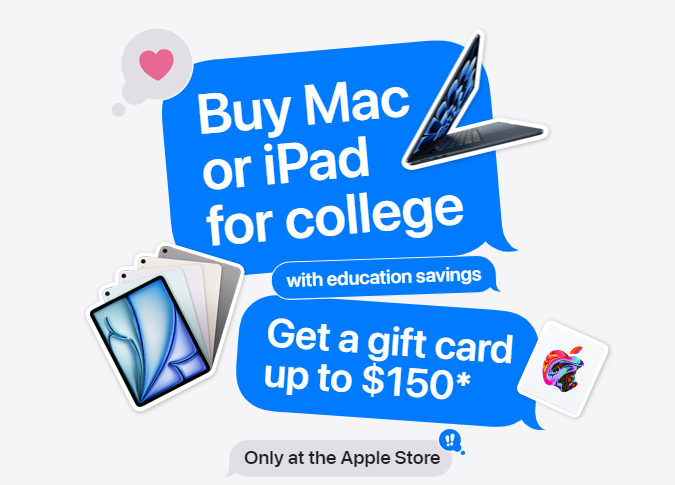 Buy Mac
or iPad
for college
with education savings
Get a gift card
up to $150*
!!
Only at the Apple Store